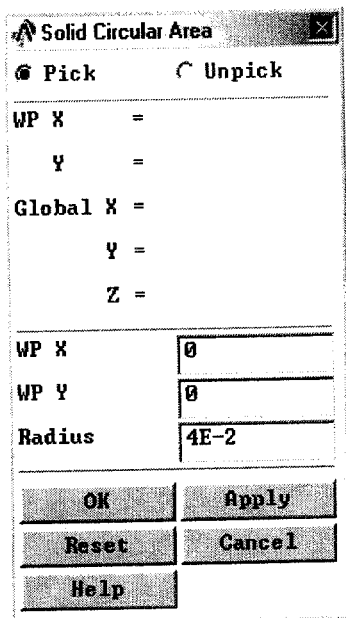 Solid Circular Area
Pick Unpick
WP X =
Y =
Global X =
Y =
Z =
WP X 0
WP Y 0
Radius 4E-2
OK Apply
Reset Cancel
Help